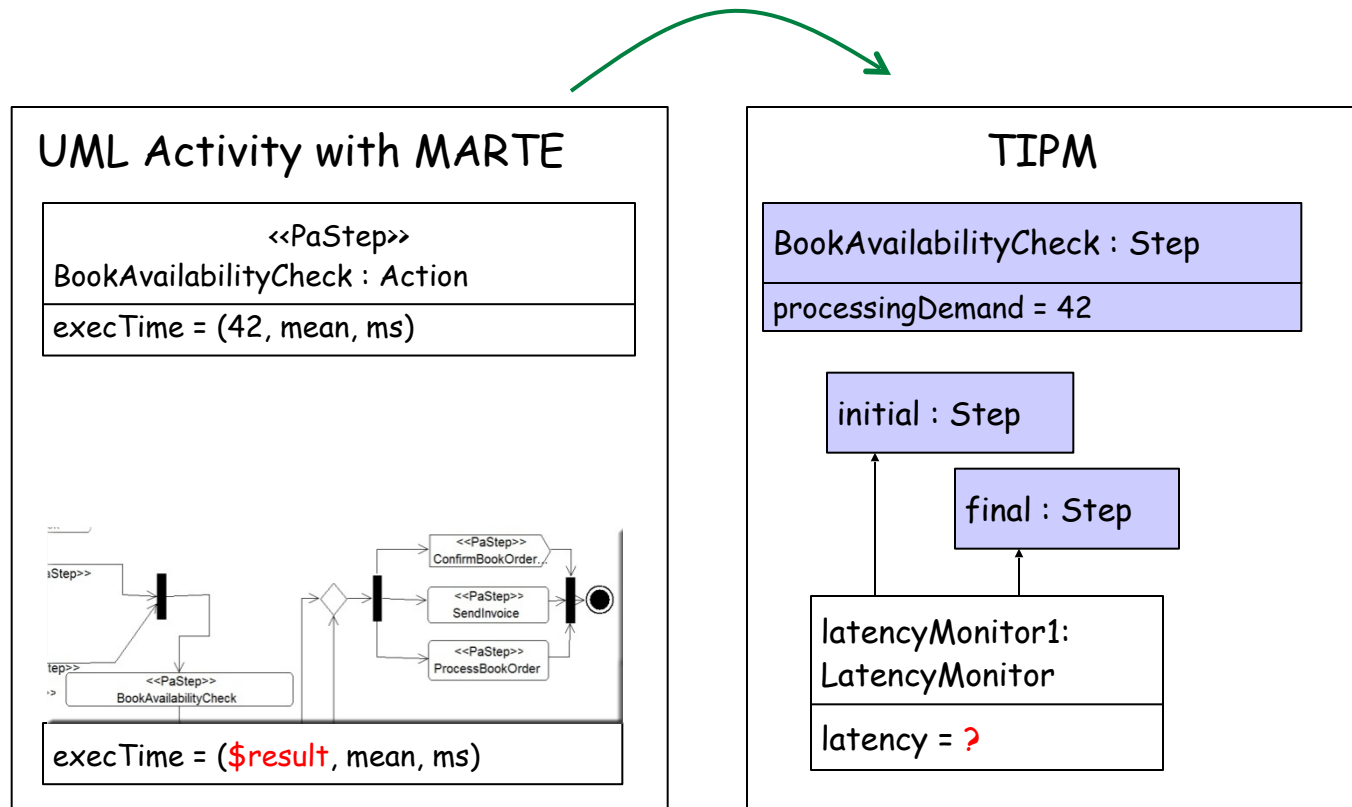 UML Activity with MARTE
«PaStep»
BookAvailabilityCheck : Action
execTime = (42, mean, ms)
<<PaStep>>
ConfirmBookOrder...
<<PaStep>>
SendInvoice
<<PaStep>>
ProcessBookOrder
aStep>>
tep>>
>>
<<PaStep>>
BookAvailabilityCheck
execTime = ($result, mean, ms)
TIPM
BookAvailabilityCheck : Step
processingDemand = 42
initial : Step
final : Step
latencyMonitor1:
LatencyMonitor
latency = ?